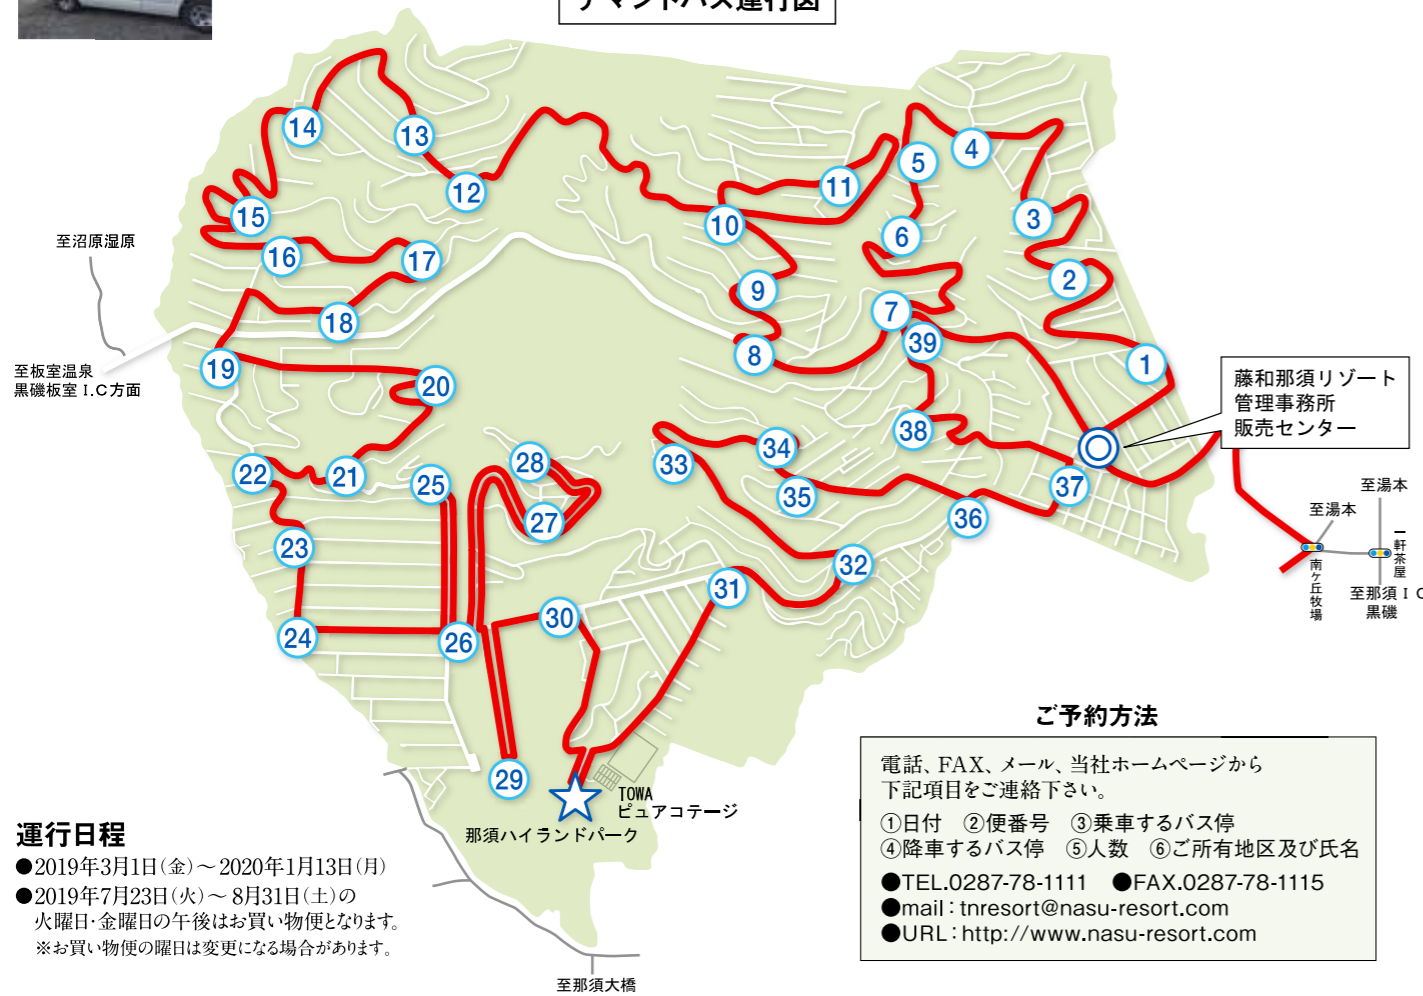 デマンドバス運行図
14
13
12
11
5
4
15
10
3
16
17
6
2
9
18
7
8
39
1
19
20
38
34
28
33
22
21
25
35
37
27
36
23
32
31
30
24
26
29
至沼原湿原
至板室温泉
黒磯板室 I.C方面
藤和那須リゾート
管理事務所
販売センター
至湯本
至湯本
一軒茶屋
南ヶ丘牧場
至那須 I C
黒磯
TOWA
ピュアコテージ
那須ハイランドパーク
至那須大橋
運行日程
●2019年3月1日(金)～2020年1月13日(月)
●2019年7月23日(火)～8月31日(土)の
火曜日・金曜日の午後はお買い物便となります。
※お買い物便の曜日は変更になる場合があります。
ご予約方法
電話、FAX、メール、当社ホームページから
下記項目をご連絡下さい。
①日付 ②便番号 ③乗車するバス停
④降車するバス停 ⑤人数 ⑥ご所有地区及び氏名
●TEL.0287-78-1111 ●FAX.0287-78-1115
●mail：tnresort@nasu-resort.com
●URL：http://www.nasu-resort.com